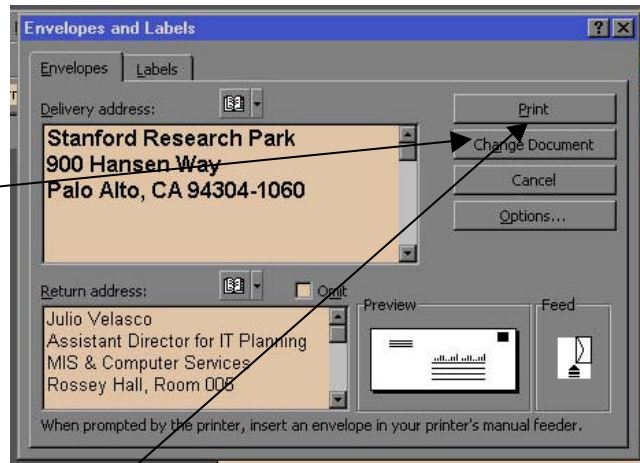 Envelopes and Labels
Envelopes
Labels
Delivery address:
Stanford Research Park
900 Hansen Way
Palo Alto, CA 94304-1060
Print
Change Document
Cancel
Options...
Return address:
Omit
Julio Velasco
Assistant Director for IT Planning
MIS & Computer Services
Rossey Hall, Room 005
Preview
Feed
When prompted by the printer, insert an envelope in your printer's manual feeder.